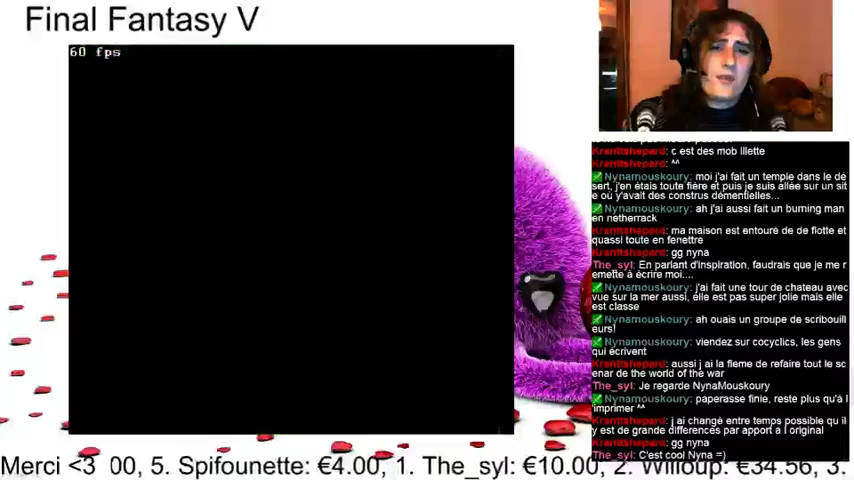 Final Fantasy V
60 fps
Kranttshepard: c est des mob illette
Kranttshepard: ^^
Nynamouskoury: moi j'ai fait un temple dans le dé
sert, j'en étais toute fière et puis je suis allée sur un sit
e où y'avait des construs démentielles...
Nynamouskoury: ah j'ai aussi fait un burning man
en netherrack
Kranttshepard: ma maison est entouré de de flotte et
quassi toute en fenettre
Kranttshepard: gg nyna
The_syl: En parlant d'inspiration, faudrais que je me r
emette à écrire moi....
Nynamouskoury: j'ai fait une tour de chateau avec
vue sur la mer aussi, elle est pas super jolie mais elle
est classe
Nynamouskoury: ah ouais un groupe de scribouill
eurs!
Nynamouskoury: viendez sur cocyclics, les gens
qui écrivent
Kranttshepard: aussi j ai la fleme de refaire tout le sc
enar de the world of the war
The_syl: Je regarde NynaMouskoury
Nynamouskoury: paperasse finie, reste plus qu'à l
'imprimer ^^
Kranttshepard: j ai changé entre temps possible qu il
y est de grande différences par apport a l original
Kranttshepard: gg nyna
The_syl: C'est cool Nyna =)
Merci <3 00, 5. Spifounette: €4.00, 1. The_syl: €10.00, 2. Willoup: €34.56, 3.